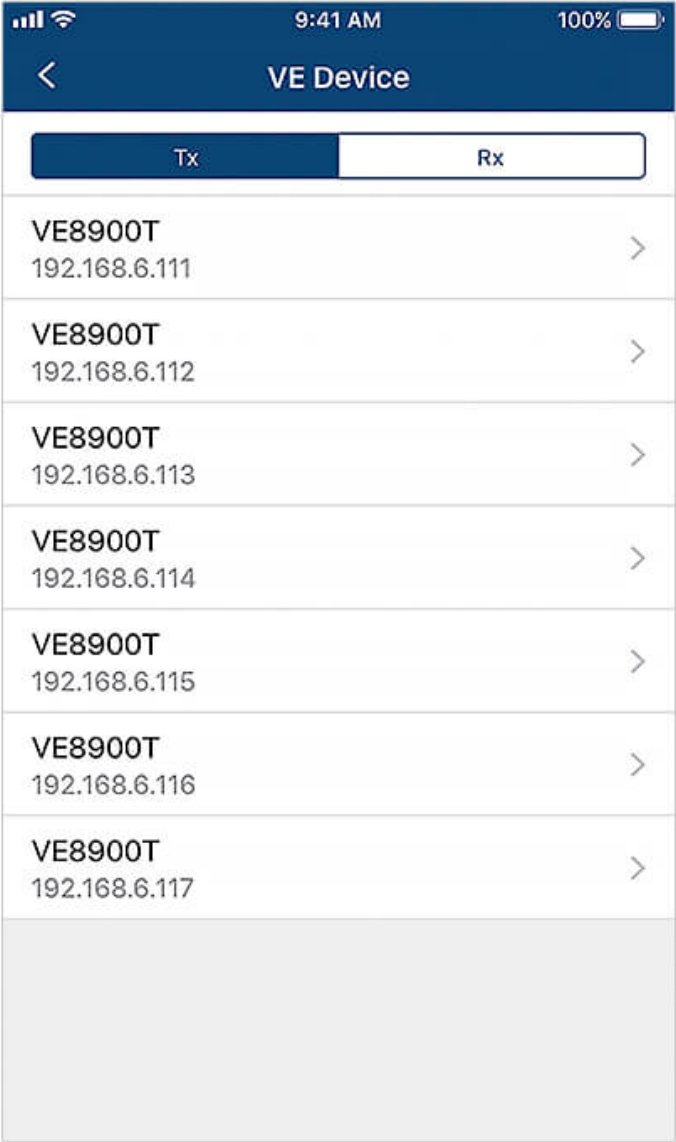 9:41 AM 100%
VE Device
Tx Rx
VE8900T
192.168.6.111
VE8900T
192.168.6.112
VE8900T
192.168.6.113
VE8900T
192.168.6.114
VE8900T
192.168.6.115
VE8900T
192.168.6.116
VE8900T
192.168.6.117